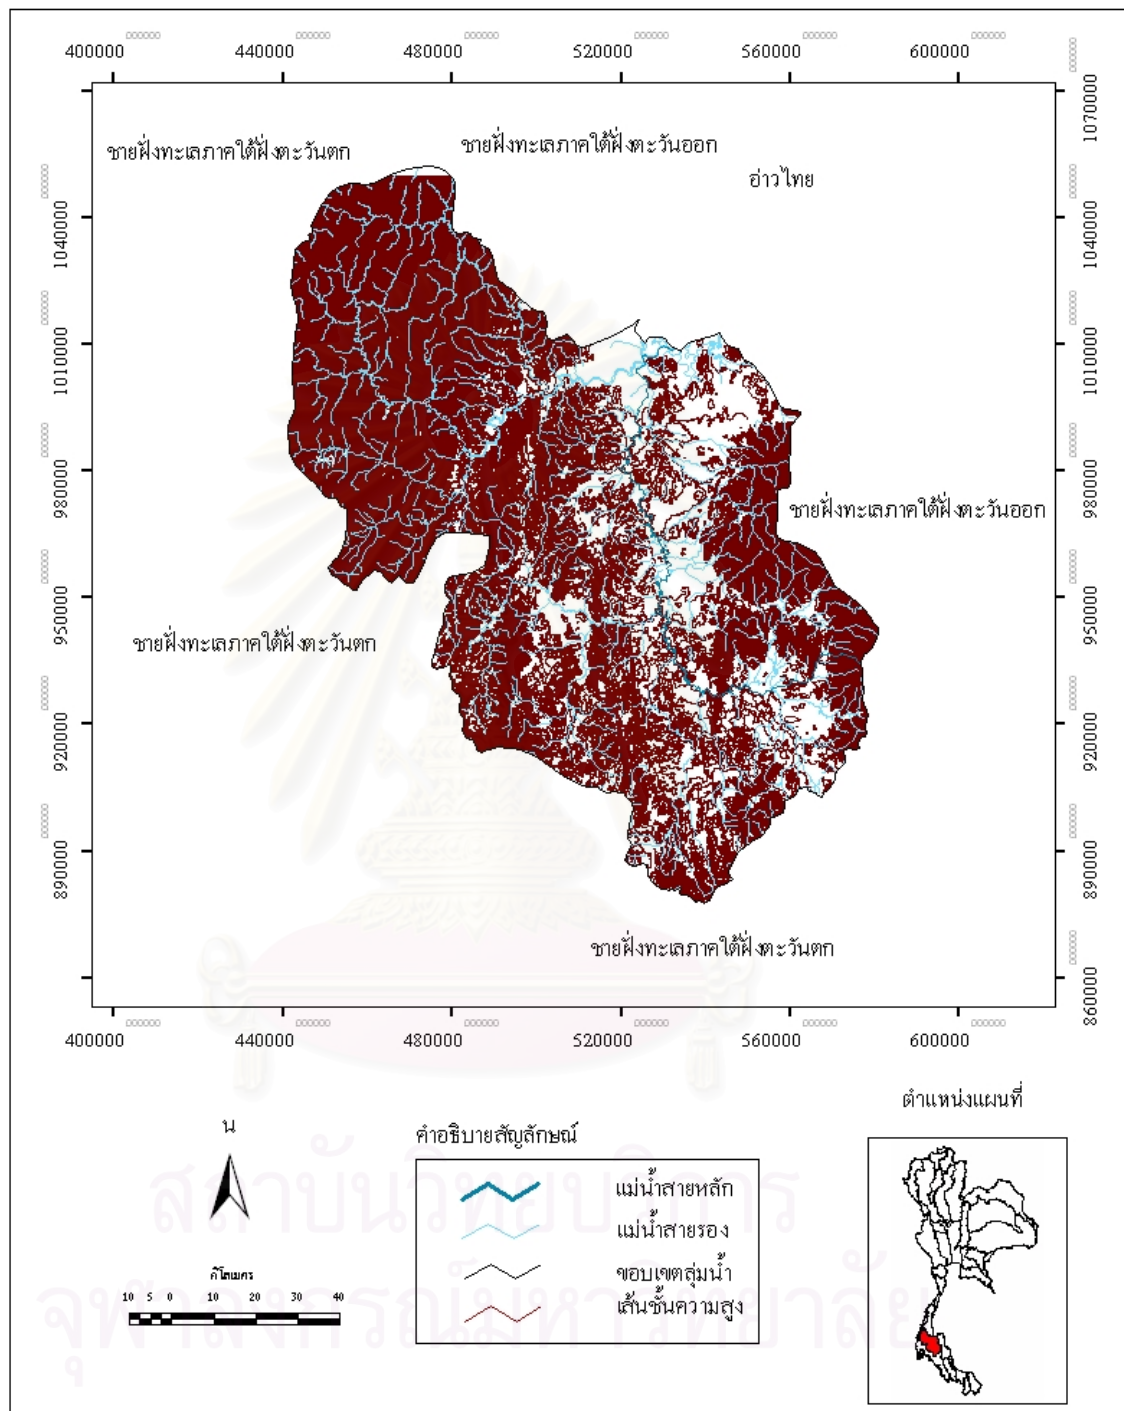 400000 440000 480000 520000 560000 600000
1070000
1040000
1010000
980000
950000
920000
890000
860000
1040000
1010000
980000
950000
920000
890000
ชายฝั่งทะเลภาคใต้ฝั่งตะวันตก
ชายฝั่งทะเลภาคใต้ฝั่งตะวันออก
อ่าวไทย
ชายฝั่งทะเลภาคใต้ฝั่งตะวันออก
ชายฝั่งทะเลภาคใต้ฝั่งตะวันตก
ชายฝั่งทะเลภาคใต้ฝั่งตะวันตก
400000 440000 480000 520000 560000 600000
น
คำอธิบายสัญลักษณ์
แม่น้ำสายหลัก
แม่น้ำสายรอง
ขอบเขตลุ่มน้ำ
เส้นชั้นความสูง
กิโลเมตร
10 5 0 10 20 30 40
ตำแหน่งแผนที่
สถาบันวิทยบริการ
จุฬาลงกรณ์มหาวิทยาลัย